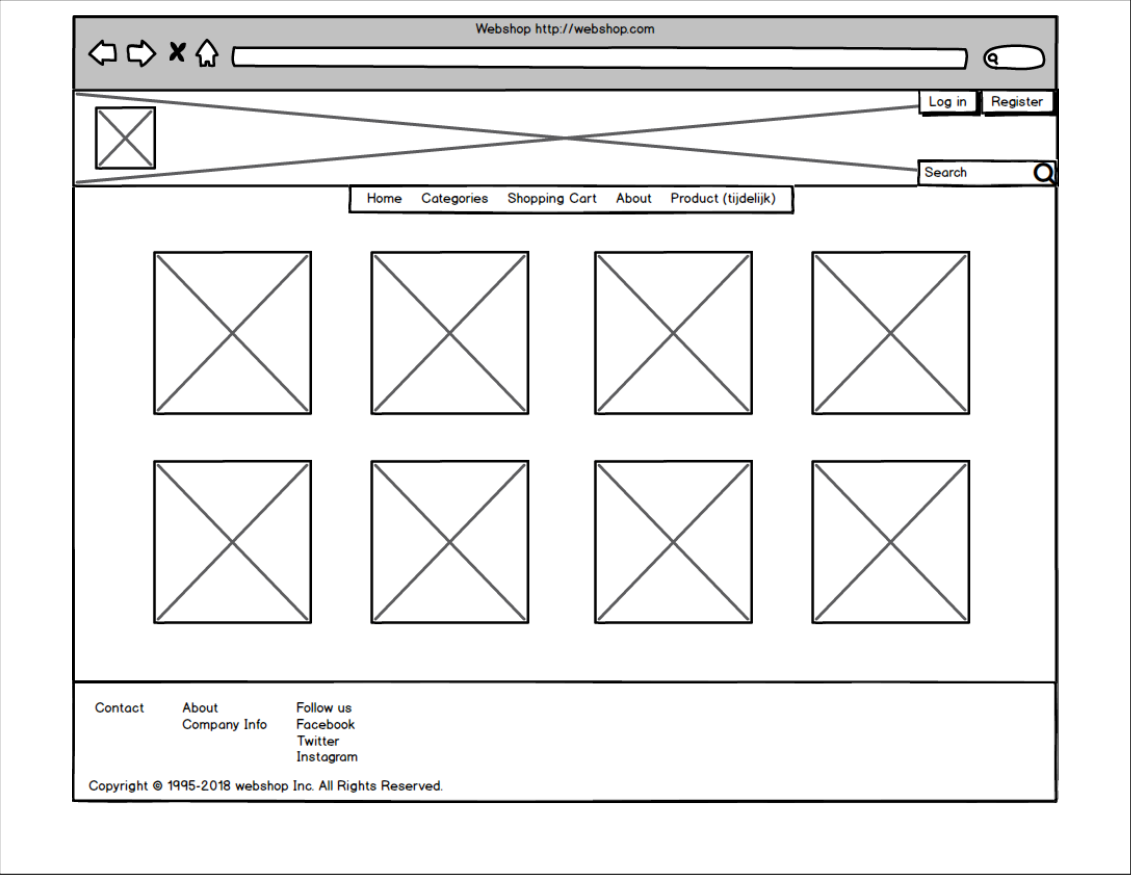 Webshop http://webshop.com
Log in Register
Search
Home Categories Shopping Cart About Product (tijdelijk)
Contact About Follow us
Company Info Facebook
Twitter
Instagram
Copyright © 1995-2018 webshop Inc. All Rights Reserved.